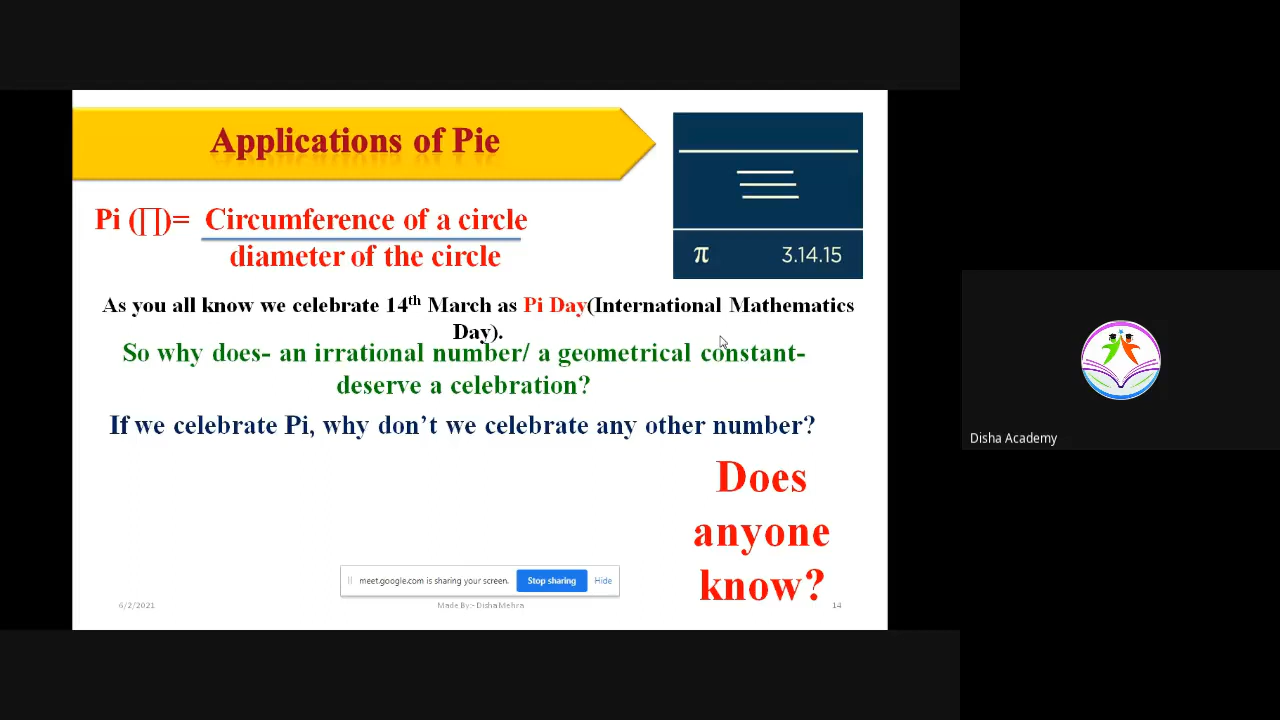 Applications of Pie
Pi (∏)= Circumference of a circle
diameter of the circle
π 3.14.15
As you all know we celebrate 14th March as Pi Day(International Mathematics
Day).
So why does- an irrational number/ a geometrical constant-
deserve a celebration?
If we celebrate Pi, why don’t we celebrate any other number?
Does
anyone
know?
meet.google.com is sharing your screen. Stop sharing Hide
6/2/2021 Made By:- Disha Mehra 14
Disha Academy